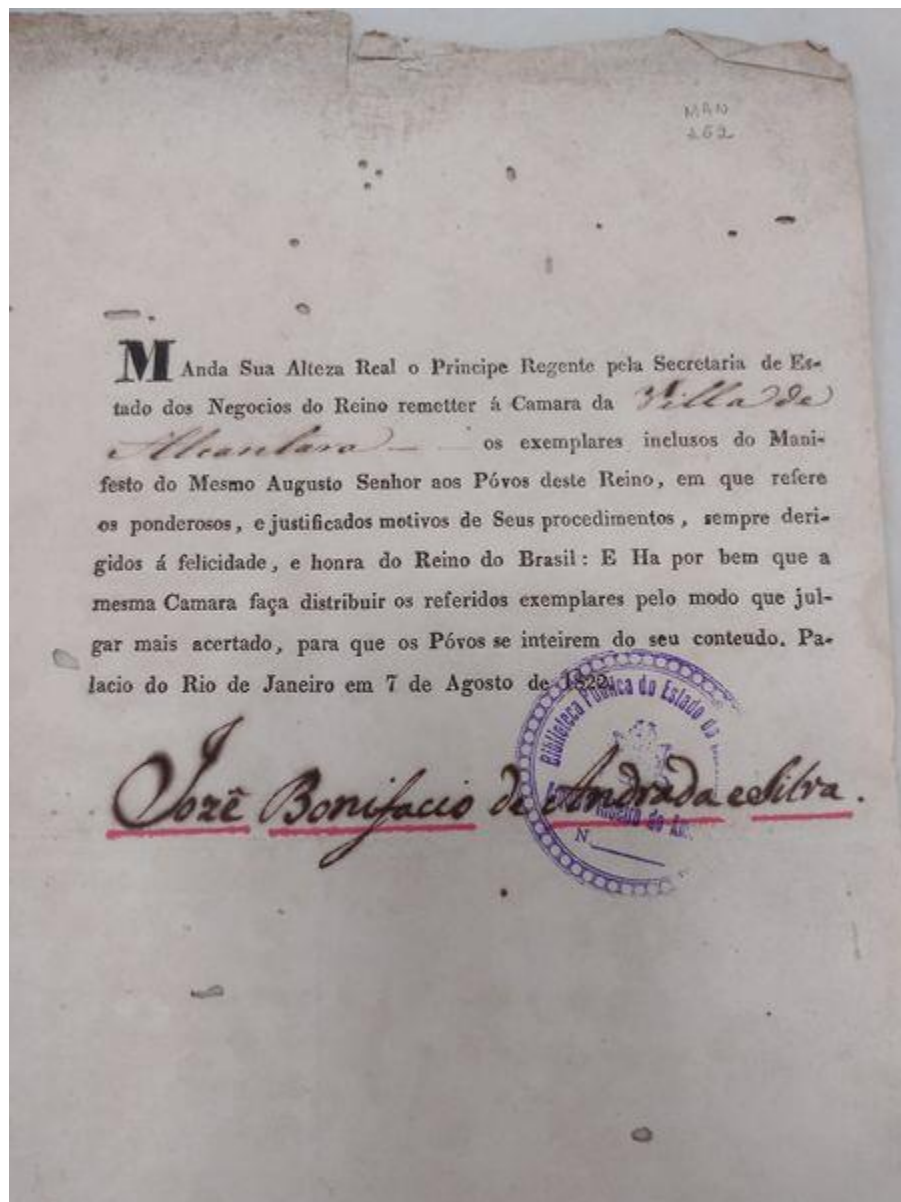 MAN
262
MAnda Sua Alteza Real o Principe Regente pela Secretaria de Es-
tado dos Negocios do Reino remetter á Camara da Villa de
Alcantara — os exemplares inclusos do Mani-
festo do Mesmo Augusto Senhor aos Póvos deste Reino, em que refere
os ponderosos, e justificados motivos de Seus procedimentos, sempre deri-
gidos á felicidade, e honra do Reino do Brasil: E Ha por bem que a
mesma Camara faça distribuir os referidos exemplares pelo modo que jul-
gar mais acertado, para que os Póvos se inteirem do seu conteudo. Pa-
lacio do Rio de Janeiro em 7 de Agosto de 1822.
Biblioteca Publica do Estado da
Jozê Bonifacio de Andrada e Silva.
N.